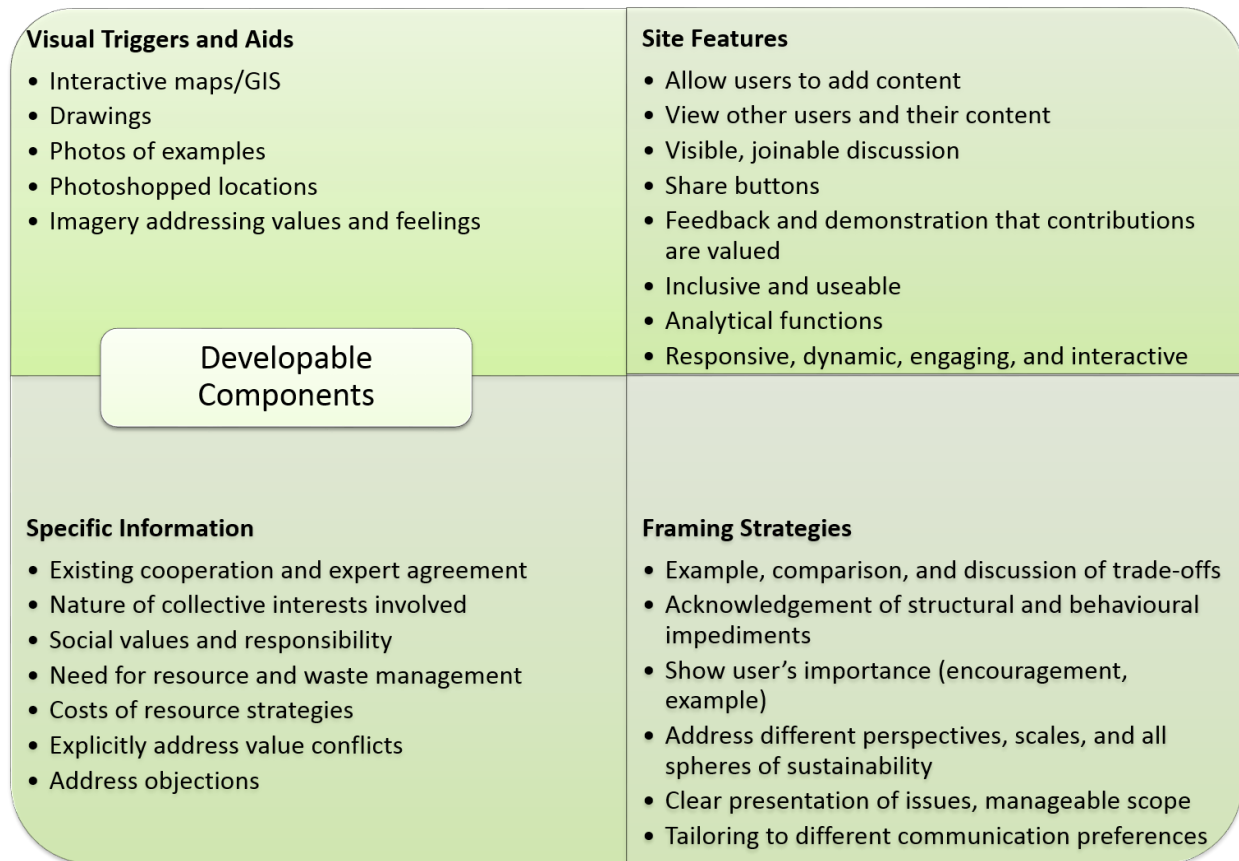 Visual Triggers and Aids
• Interactive maps/GIS
• Drawings
• Photos of examples
• Photoshopped locations
• Imagery addressing values and feelings
Site Features
• Allow users to add content
• View other users and their content
• Visible, joinable discussion
• Share buttons
• Feedback and demonstration that contributions
are valued
• Inclusive and useable
• Analytical functions
• Responsive, dynamic, engaging, and interactive
Developable
Components
Specific Information
• Existing cooperation and expert agreement
• Nature of collective interests involved
• Social values and responsibility
• Need for resource and waste management
• Costs of resource strategies
• Explicitly address value conflicts
• Address objections
Framing Strategies
• Example, comparison, and discussion of trade-offs
• Acknowledgement of structural and behavioural
impediments
• Show user’s importance (encouragement,
example)
• Address different perspectives, scales, and all
spheres of sustainability
• Clear presentation of issues, manageable scope
• Tailoring to different communication preferences